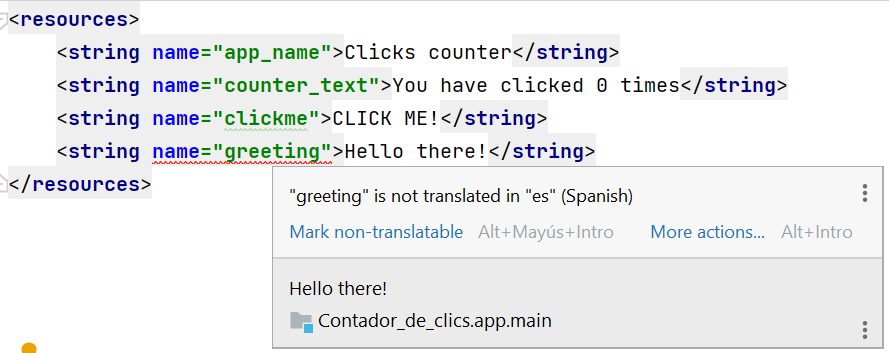 <resources>
<string name="app_name">Clicks counter</string>
<string name="counter_text">You have clicked 0 times</string>
<string name="clickme">CLICK ME!</string>
<string name="greeting">Hello there!</string>
</resources>
"greeting" is not translated in "es" (Spanish)
Mark non-translatable Alt+Mayús+Intro More actions... Alt+Intro
Hello there!
Contador_de_clics.app.main